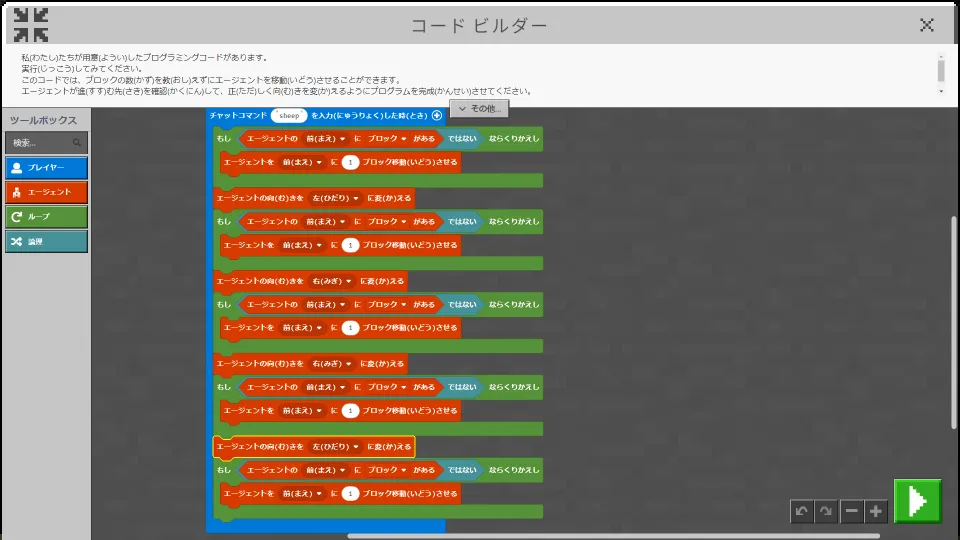 コード ビルダー
私(わたし)たちが用意(ようい)したプログラミングコードがあります。
実行(じっこう)してみてください。
このコードでは、ブロックの数(かず)を教(おし)えずにエージェントを移動(いどう)させることができます。
エージェントが進(すす)む先(さき)を確認(かくにん)して、正(ただ)しく向(む)きを変(か)えるようにプログラムを完成(かんせい)させてください。
ツールボックス
検索...
プレイヤー
エージェント
ループ
論理
その他...
チャットコマンド "sheep" を入力(にゅうりょく)した時(とき)
もし エージェントの 前(まえ) に ブロック がある ではない ならくりかえし
エージェントを 前(まえ) に 1 ブロック移動(いどう)させる
エージェントの向(む)きを 左(ひだり) に変(か)える
もし エージェントの 前(まえ) に ブロック がある ではない ならくりかえし
エージェントを 前(まえ) に 1 ブロック移動(いどう)させる
エージェントの向(む)きを 右(みぎ) に変(か)える
もし エージェントの 前(まえ) に ブロック がある ではない ならくりかえし
エージェントを 前(まえ) に 1 ブロック移動(いどう)させる
エージェントの向(む)きを 右(みぎ) に変(か)える
もし エージェントの 前(まえ) に ブロック がある ではない ならくりかえし
エージェントを 前(まえ) に 1 ブロック移動(いどう)させる
エージェントの向(む)きを 左(ひだり) に変(か)える
もし エージェントの 前(まえ) に ブロック がある ではない ならくりかえし
エージェントを 前(まえ) に 1 ブロック移動(いどう)させる